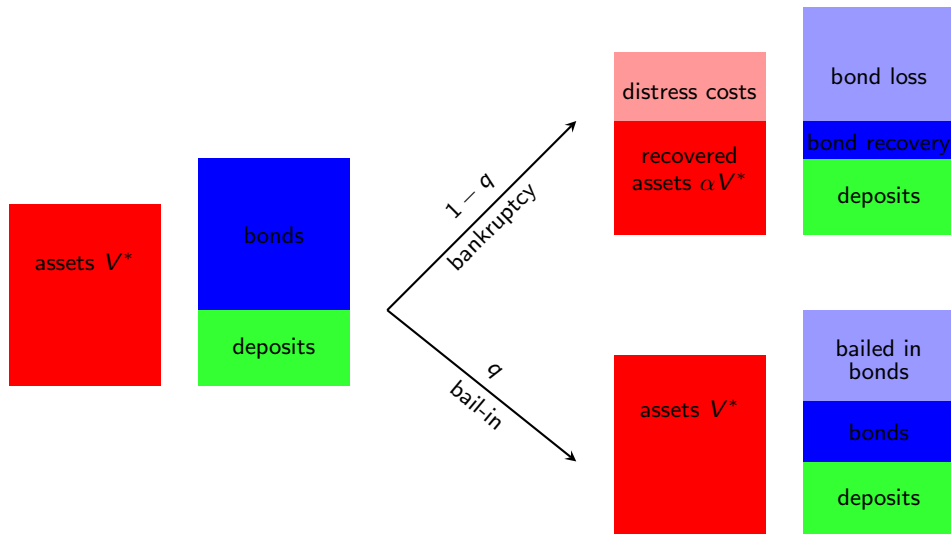 assets V*
bonds
deposits
1 − q
bankruptcy
q
bail-in
distress costs
recovered
assets αV*
bond loss
bond recovery
deposits
assets V*
bailed in
bonds
bonds
deposits